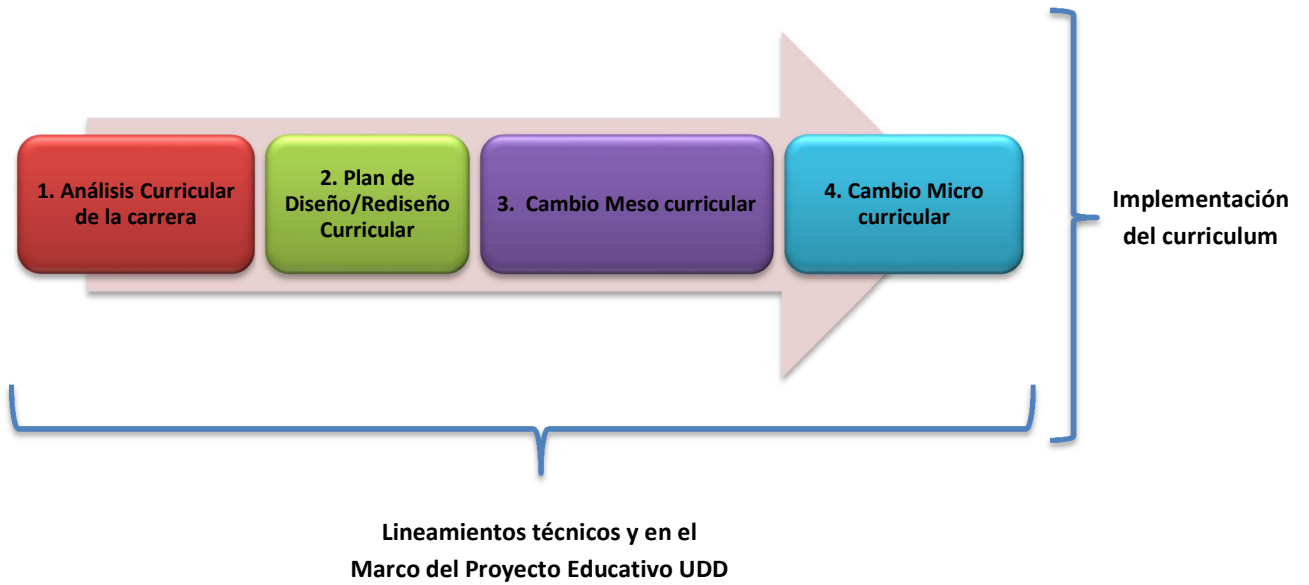 1. Análisis Curricular
de la carrera
2. Plan de
Diseño/Rediseño
Curricular
3. Cambio Meso curricular
4. Cambio Micro
curricular
Implementación
del curriculum
Lineamientos técnicos y en el
Marco del Proyecto Educativo UDD